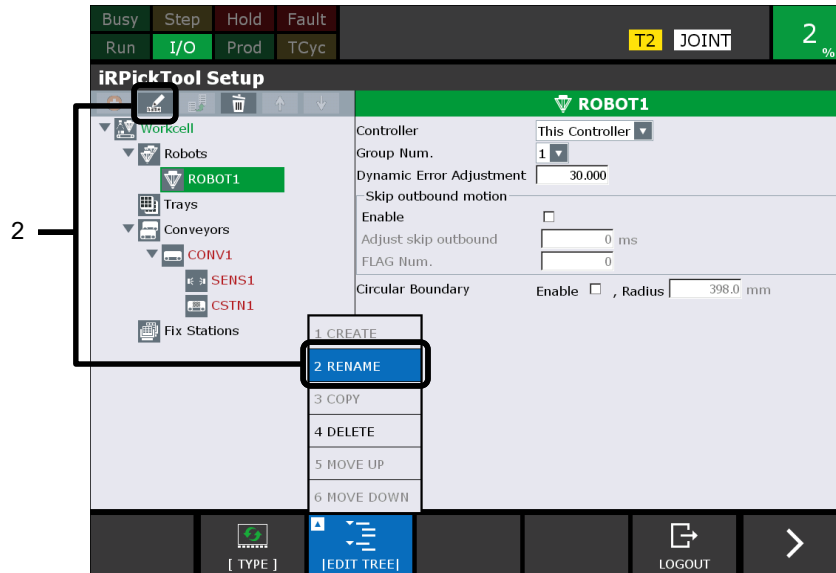 Busy Step Hold Fault
Run I/O Prod TCyc
T2 JOINT
2 %
iRPickTool Setup
ROBOT1
Workcell
Robots
ROBOT1
Trays
Conveyors
CONV1
SENS1
CSTN1
Fix Stations
Controller This Controller
Group Num. 1
Dynamic Error Adjustment 30.000
Skip outbound motion
Enable
Adjust skip outbound 0 ms
FLAG Num. 0
Circular Boundary Enable , Radius 398.0 mm
2
1 CREATE
2 RENAME
3 COPY
4 DELETE
5 MOVE UP
6 MOVE DOWN
[ TYPE ] |EDIT TREE| LOGOUT